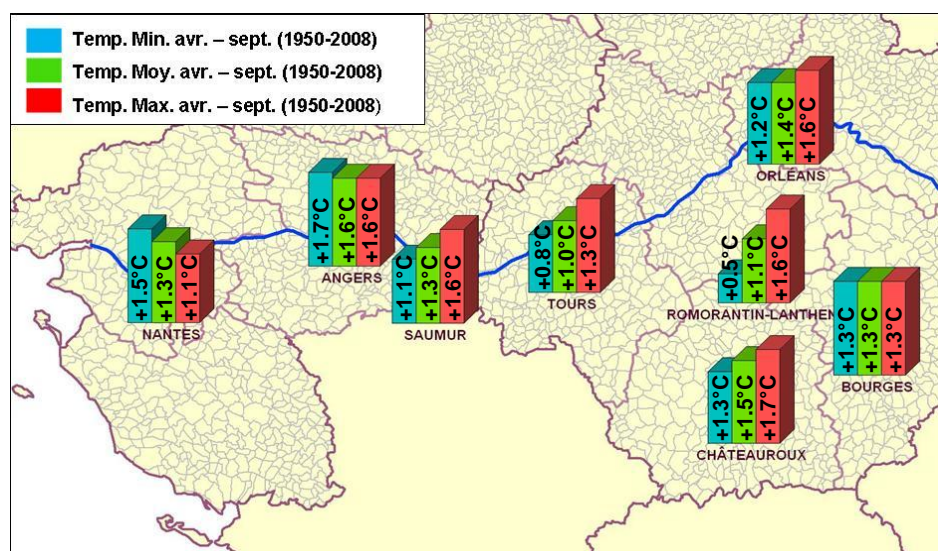 Temp. Min. avr. – sept. (1950-2008)
Temp. Moy. avr. – sept. (1950-2008)
Temp. Max. avr. – sept. (1950-2008)
+1.2°C
+1.4°C
+1.6°C
ORLÉANS
+1.7°C
+1.6°C
+1.6°C
ANGERS
+1.5°C
+1.3°C
+1.1°C
NANTES
+1.1°C
+1.3°C
+1.6°C
SAUMUR
+0.8°C
+1.0°C
+1.3°C
TOURS
+0.5°C
+1.1°C
+1.6°C
ROMORANTIN-LANTHEN
+1.3°C
+1.3°C
+1.3°C
BOURGES
+1.3°C
+1.5°C
+1.7°C
CHÂTEAUROUX